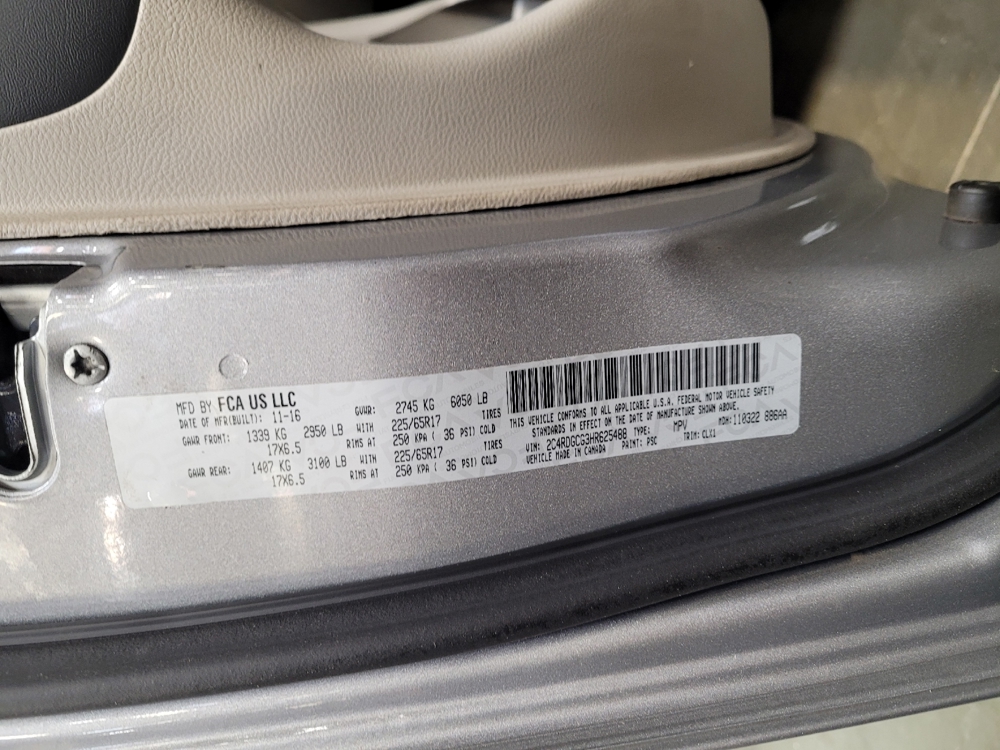 MFD BY FCA US LLC
DATE OF MFR(BUILT): 11-16 GVWR: 2745 KG 6050 LB
GAWR FRONT: 1339 KG 2950 LB WITH 225/65R17 TIRES
17X6.5 RIMS AT 250 KPA ( 36 PSI) COLD
GAWR REAR: 1407 KG 3100 LB WITH 225/65R17 TIRES
17X6.5 RIMS AT 250 KPA ( 36 PSI) COLD
THIS VEHICLE CONFORMS TO ALL APPLICABLE U.S.A. FEDERAL MOTOR VEHICLE SAFETY
STANDARDS IN EFFECT ON THE DATE OF MANUFACTURE SHOWN ABOVE.
VIN: 2C4RDGCG3HR625488 TYPE: MPV MDH: 110322 886AA
VEHICLE MADE IN CANADA PAINT: PSC TRIM: CLX1